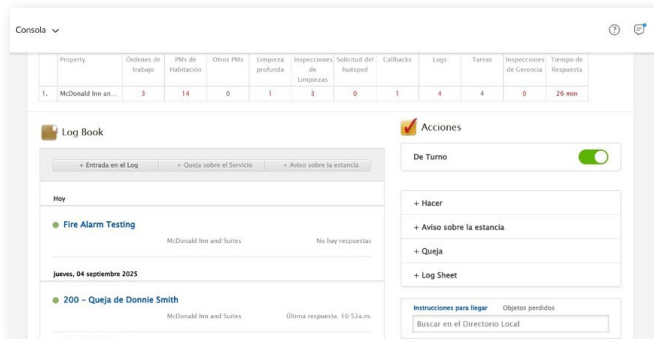 Consola
Property Órdenes de trabajo PMs de Habitación Otros PMs Limpieza profunda Inspecciones de Limpiezas Solicitud del huésped Callbacks Logs Tareas Inspecciones de Gerencia Tiempo de Respuesta
1. McDonald Inn an... 3 14 0 1 3 0 1 4 4 0 26 min
Log Book
+ Entrada en el Log + Queja sobre el Servicio + Aviso sobre la estancia
Hoy
Fire Alarm Testing
McDonald Inn and Suites No hay respuestas
jueves, 04 septiembre 2025
200 - Queja de Donnie Smith
McDonald Inn and Suites Última respuesta 10:52a.m.
Acciones
De Turno
+ Hacer
+ Aviso sobre la estancia
+ Queja
+ Log Sheet
Instrucciones para llegar Objetos perdidos
Buscar en el Directorio Local